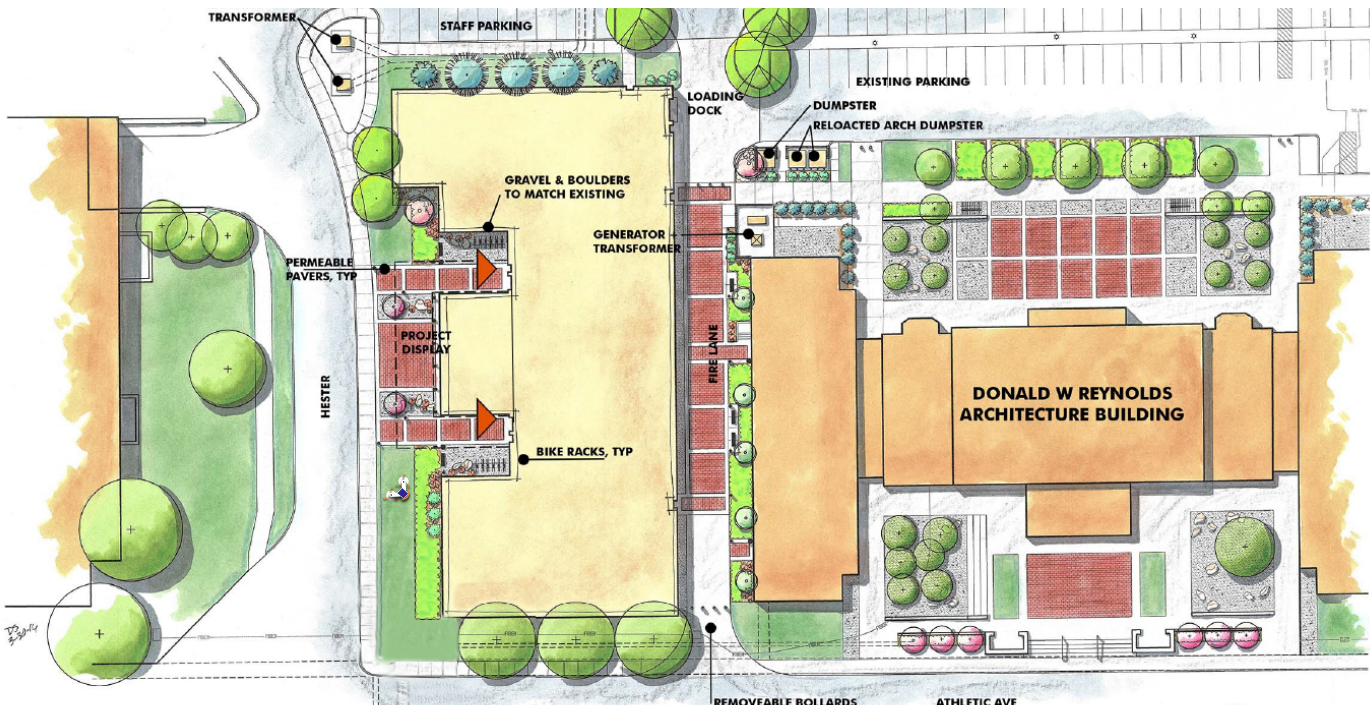 TRANSFORMER
STAFF PARKING
EXISTING PARKING
LOADING
DOCK
DUMPSTER
RELOACTED ARCH DUMPSTER
GRAVEL & BOULDERS
TO MATCH EXISTING
GENERATOR
TRANSFORMER
PERMEABLE
PAVERS, TYP
PROJECT
DISPLAY
FIRE LANE
HESTER
DONALD W REYNOLDS
ARCHITECTURE BUILDING
BIKE RACKS, TYP
REMOVEABLE BOLLARDS
ATHLETIC AVE